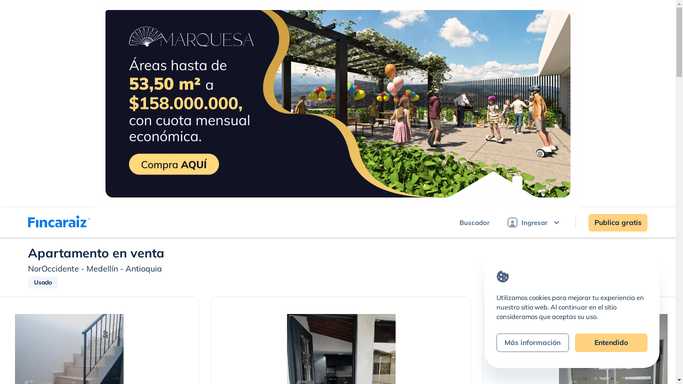 MARQUESA
Áreas hasta de
53,50 m² a
$158.000.000,
con cuota mensual
económica.
Compra AQUÍ
Fincaraiz
Buscador
Ingresar
Publica gratis
Apartamento en venta
NorOccidente - Medellín - Antioquia
Usado
Utilizamos cookies para mejorar tu experiencia en
nuestro sitio web. Al continuar en el sitio
consideramos que aceptas su uso.
Más información
Entendido